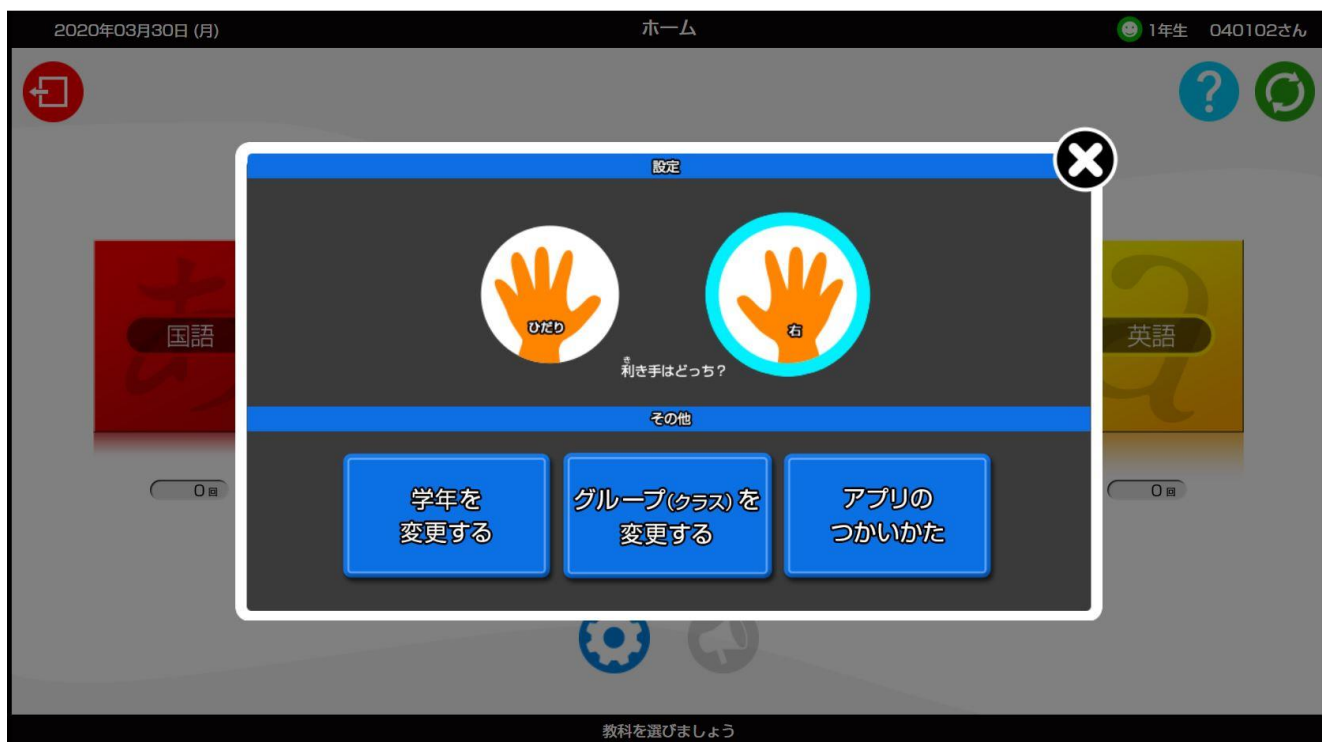 2020年03月30日 (月)
ホーム
1年生 040102さん
設定
ひだり
右
き
利き手はどっち？
国語
英語
その他
0回
0回
学年を
変更する
グループ(クラス)を
変更する
アプリの
つかいかた
教科を選びましょう